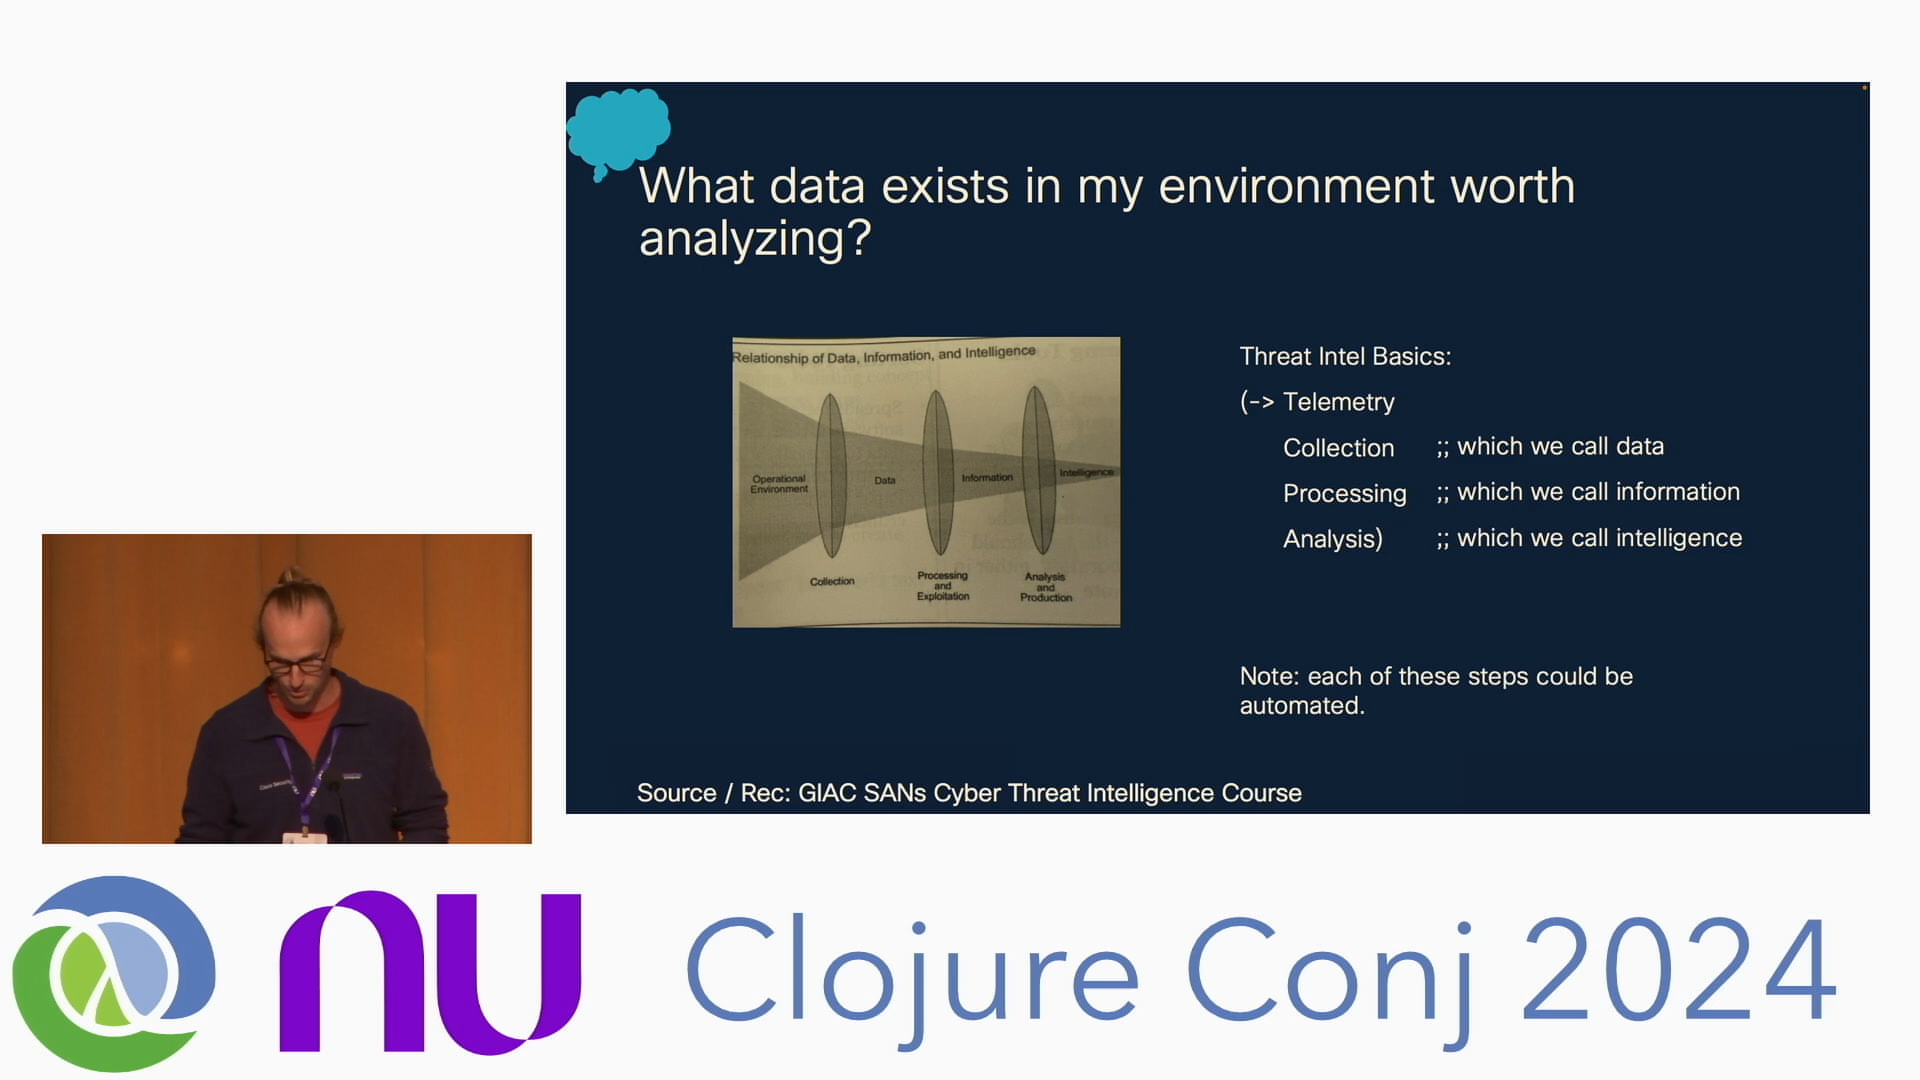 What data exists in my environment worth
analyzing?
Relationship of Data, Information, and Intelligence
Operational
Environment
Data
Information
Intelligence
Collection
Processing
and
Exploitation
Analysis
and
Production
Threat Intel Basics:
(-> Telemetry
Collection ;; which we call data
Processing ;; which we call information
Analysis) ;; which we call intelligence
Note: each of these steps could be
automated.
Source / Rec: GIAC SANs Cyber Threat Intelligence Course
Cisco Security
nu Clojure Conj 2024